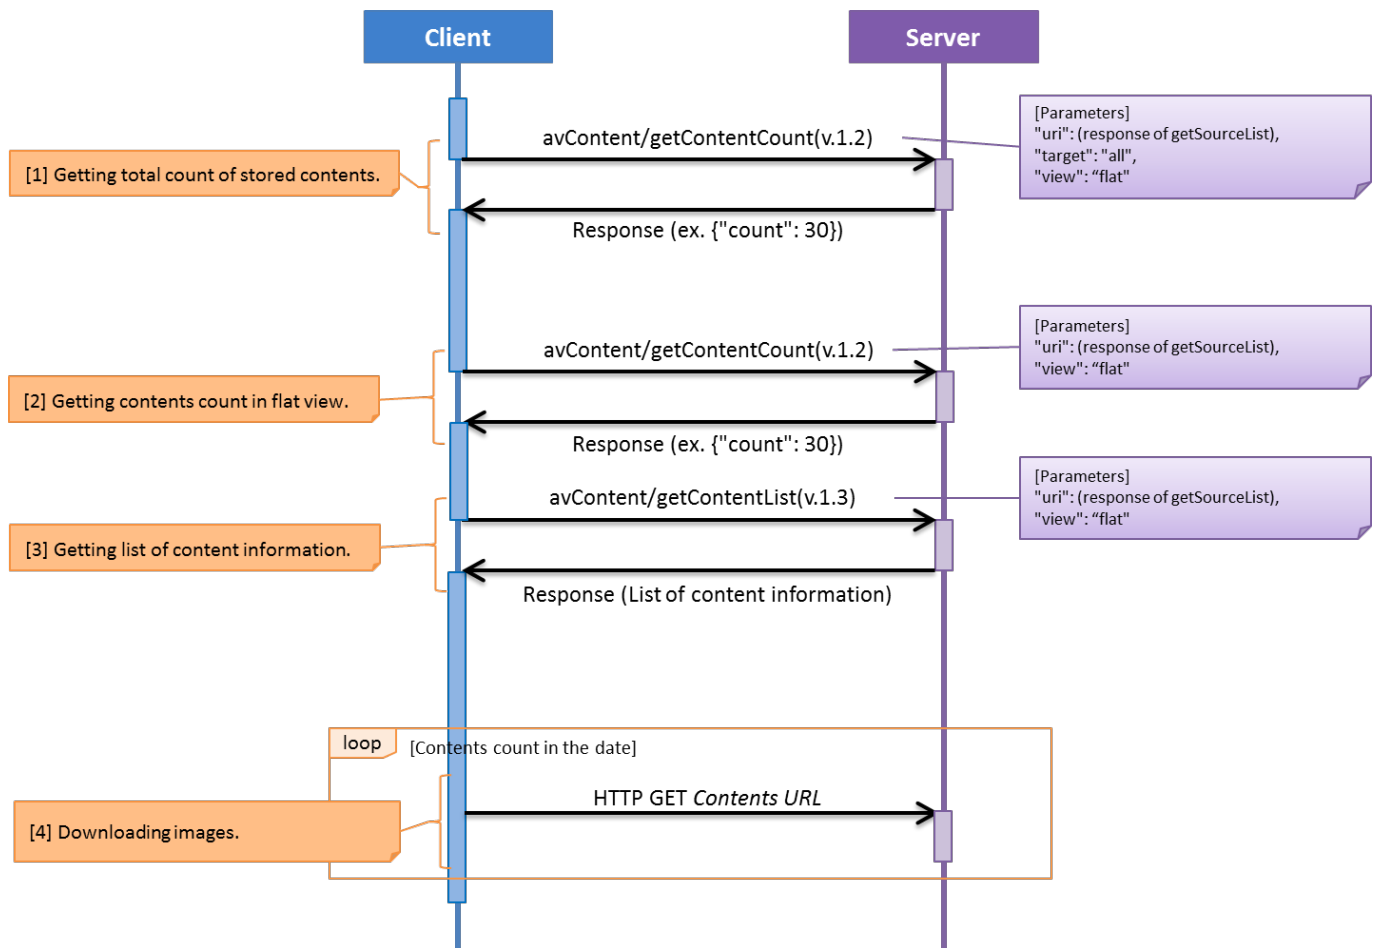 Client
Server
avContent/getContentCount(v.1.2)
[Parameters]
"uri": (response of getSourceList),
"target": "all",
"view": “flat"
[1] Getting total count of stored contents.
Response (ex. {"count": 30})
avContent/getContentCount(v.1.2)
[Parameters]
"uri": (response of getSourceList),
"view": “flat"
[2] Getting contents count in flat view.
Response (ex. {"count": 30})
avContent/getContentList(v.1.3)
[Parameters]
"uri": (response of getSourceList),
"view": “flat"
[3] Getting list of content information.
Response (List of content information)
loop
[Contents count in the date]
HTTP GET Contents URL
[4] Downloading images.